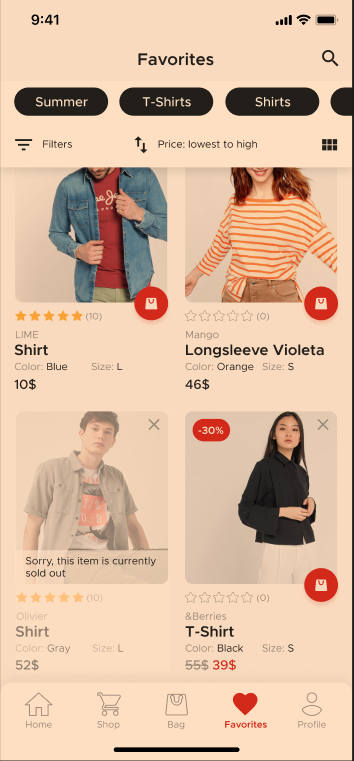 9:41
Favorites
Summer
T-Shirts
Shirts
Filters
Price: lowest to high
(10)
(0)
LIME
Mango
Shirt
Longsleeve Violeta
Color: Blue Size: L
Color: Orange Size: S
10$
46$
-30%
Sorry, this item is currently
sold out
(10)
(0)
Olivier
&Berries
Shirt
T-Shirt
Color: Gray Size: L
Color: Black Size: S
52$
55$ 39$
Home
Shop
Bag
Favorites
Profile